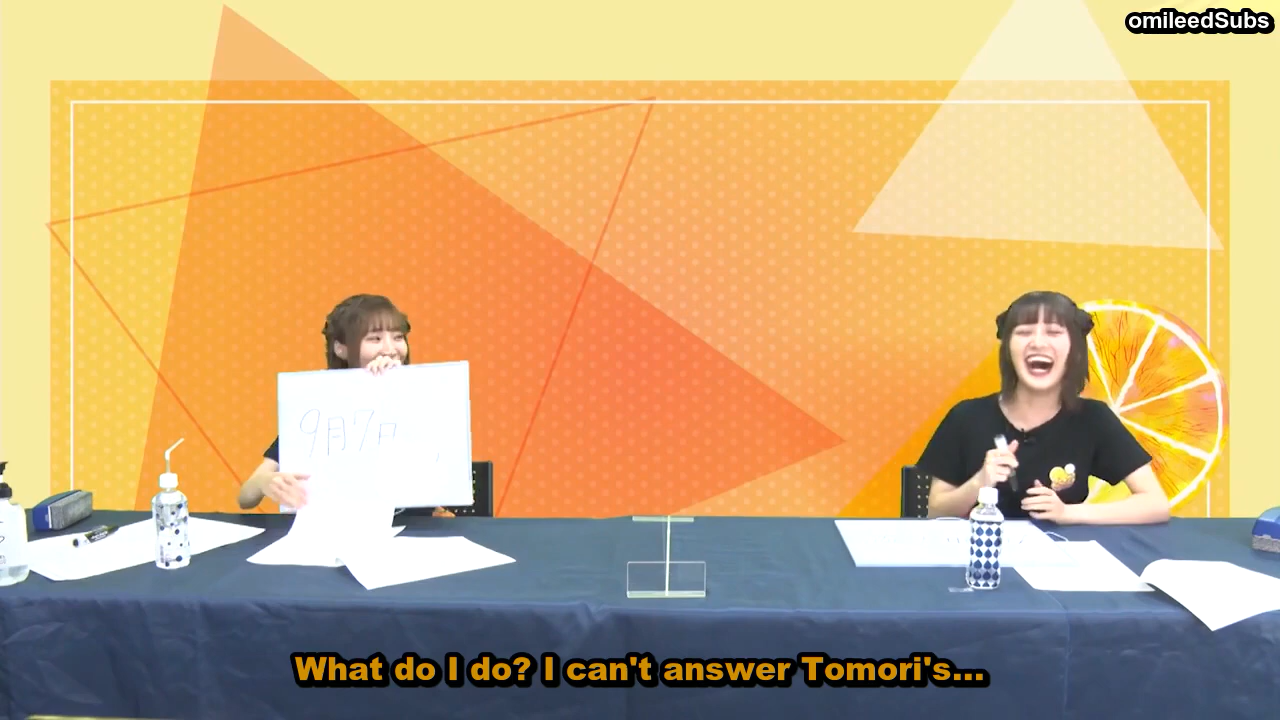 omileedSubs
9月7日
What do I do? I can't answer Tomori's...